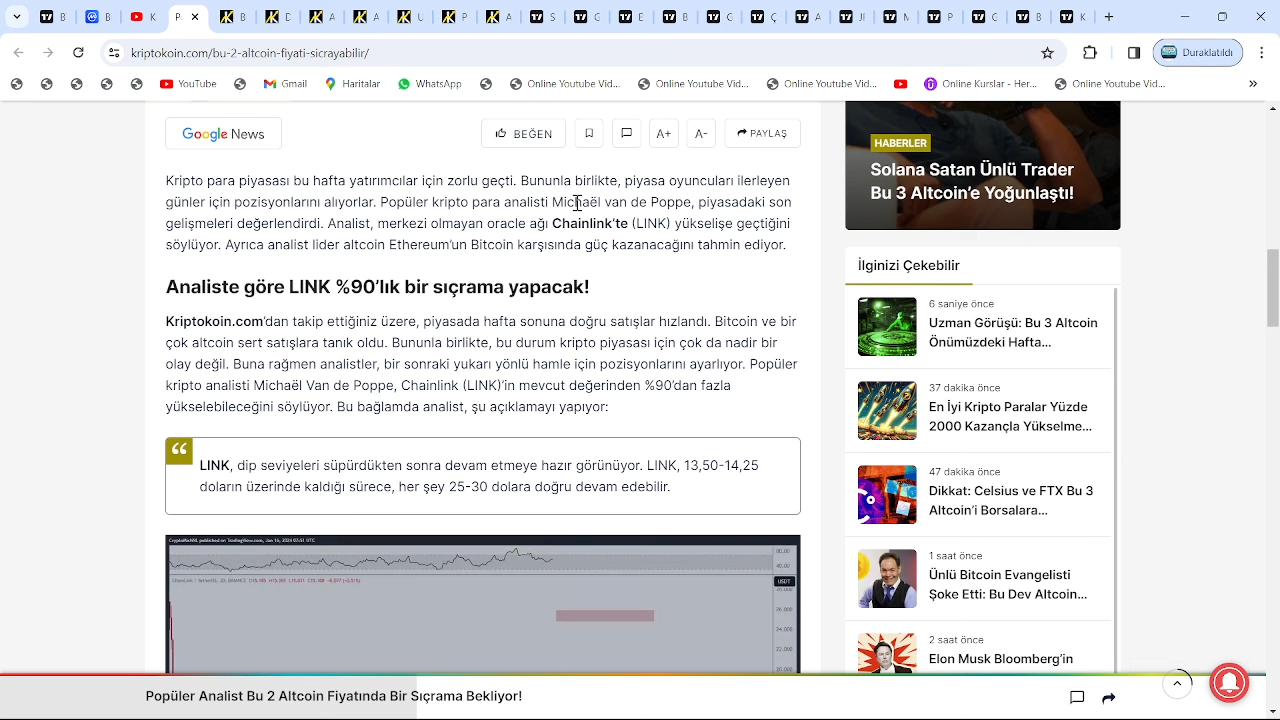 B
K
B
K
D
K
A
K
A
K
K
K
U
K
P
K
A
S
G
E
B
G
K
Ç
A
Jİ
M
P
C
B
K
kriptokoin.com/bu-2-altcoin-fiyati-sicrayabilir/
Duraklatıldı
YouTube
Gmail
Haritalar
WhatsApp
Online Youtube Vid...
Online Youtube Vid...
Online Youtube Vid...
Online Kurslar - Her...
Online Youtube Vid...
Google News
BEĞEN
A+
A-
PAYLAŞ
Kripto para piyasası bu hafta yatırımcılar için zorlu geçti. Bununla birlikte, piyasa oyuncuları ilerleyen
günler için pozisyonlarını alıyorlar. Popüler kripto para analisti Michaël van de Poppe, piyasadaki son
gelişmeleri değerlendirdi. Analist, merkezi olmayan oracle ağı Chainlink'te (LINK) yükselişe geçtiğini
söylüyor. Ayrıca analist lider altcoin Ethereum'un Bitcoin karşısında güç kazanacağını tahmin ediyor.
Analiste göre LINK %90'lık bir sıçrama yapacak!
Kriptokoin.com'dan takip ettiğiniz üzere, piyasada hafta sonuna doğru satışlar hızlandı. Bitcoin ve bir
çok altcoin sert satışlara tanık oldu. Bununla birlikte, bu durum kripto piyasası için çok da nadir bir
olay değil. Buna rağmen analistler, bir sonraki yukarı yönlü hamle için pozisyonlarını ayarlıyor. Popüler
kripto analisti Michaël Van de Poppe, Chainlink (LINK)'in mevcut değerinden %90'dan fazla
yükselebileceğini söylüyor. Bu bağlamda analist, şu açıklamayı yapıyor:
LINK, dip seviyeleri süpürdükten sonra devam etmeye hazır görünüyor. LINK, 13,50-14,25
doların üzerinde kaldığı sürece, her şey 25-30 dolara doğru devam edebilir.
80.00
40.00
USDT
26.000
24.000
22.000
HABERLER
Solana Satan Ünlü Trader
Bu 3 Altcoin'e Yoğunlaştı!
İlginizi Çekebilir
6 saniye önce
Uzman Görüşü: Bu 3 Altcoin
Önümüzdeki Hafta...
37 dakika önce
En İyi Kripto Paralar Yüzde
2000 Kazançla Yükselme...
47 dakika önce
Dikkat: Celsius ve FTX Bu 3
Altcoin'i Borsalara...
1 saat önce
Ünlü Bitcoin Evangelisti
Şoke Etti: Bu Dev Altcoin...
2 saat önce
Elon Musk Bloomberg'in
Popüler Analist Bu 2 Altcoin Fiyatında Bir Sıçrama Bekliyor!